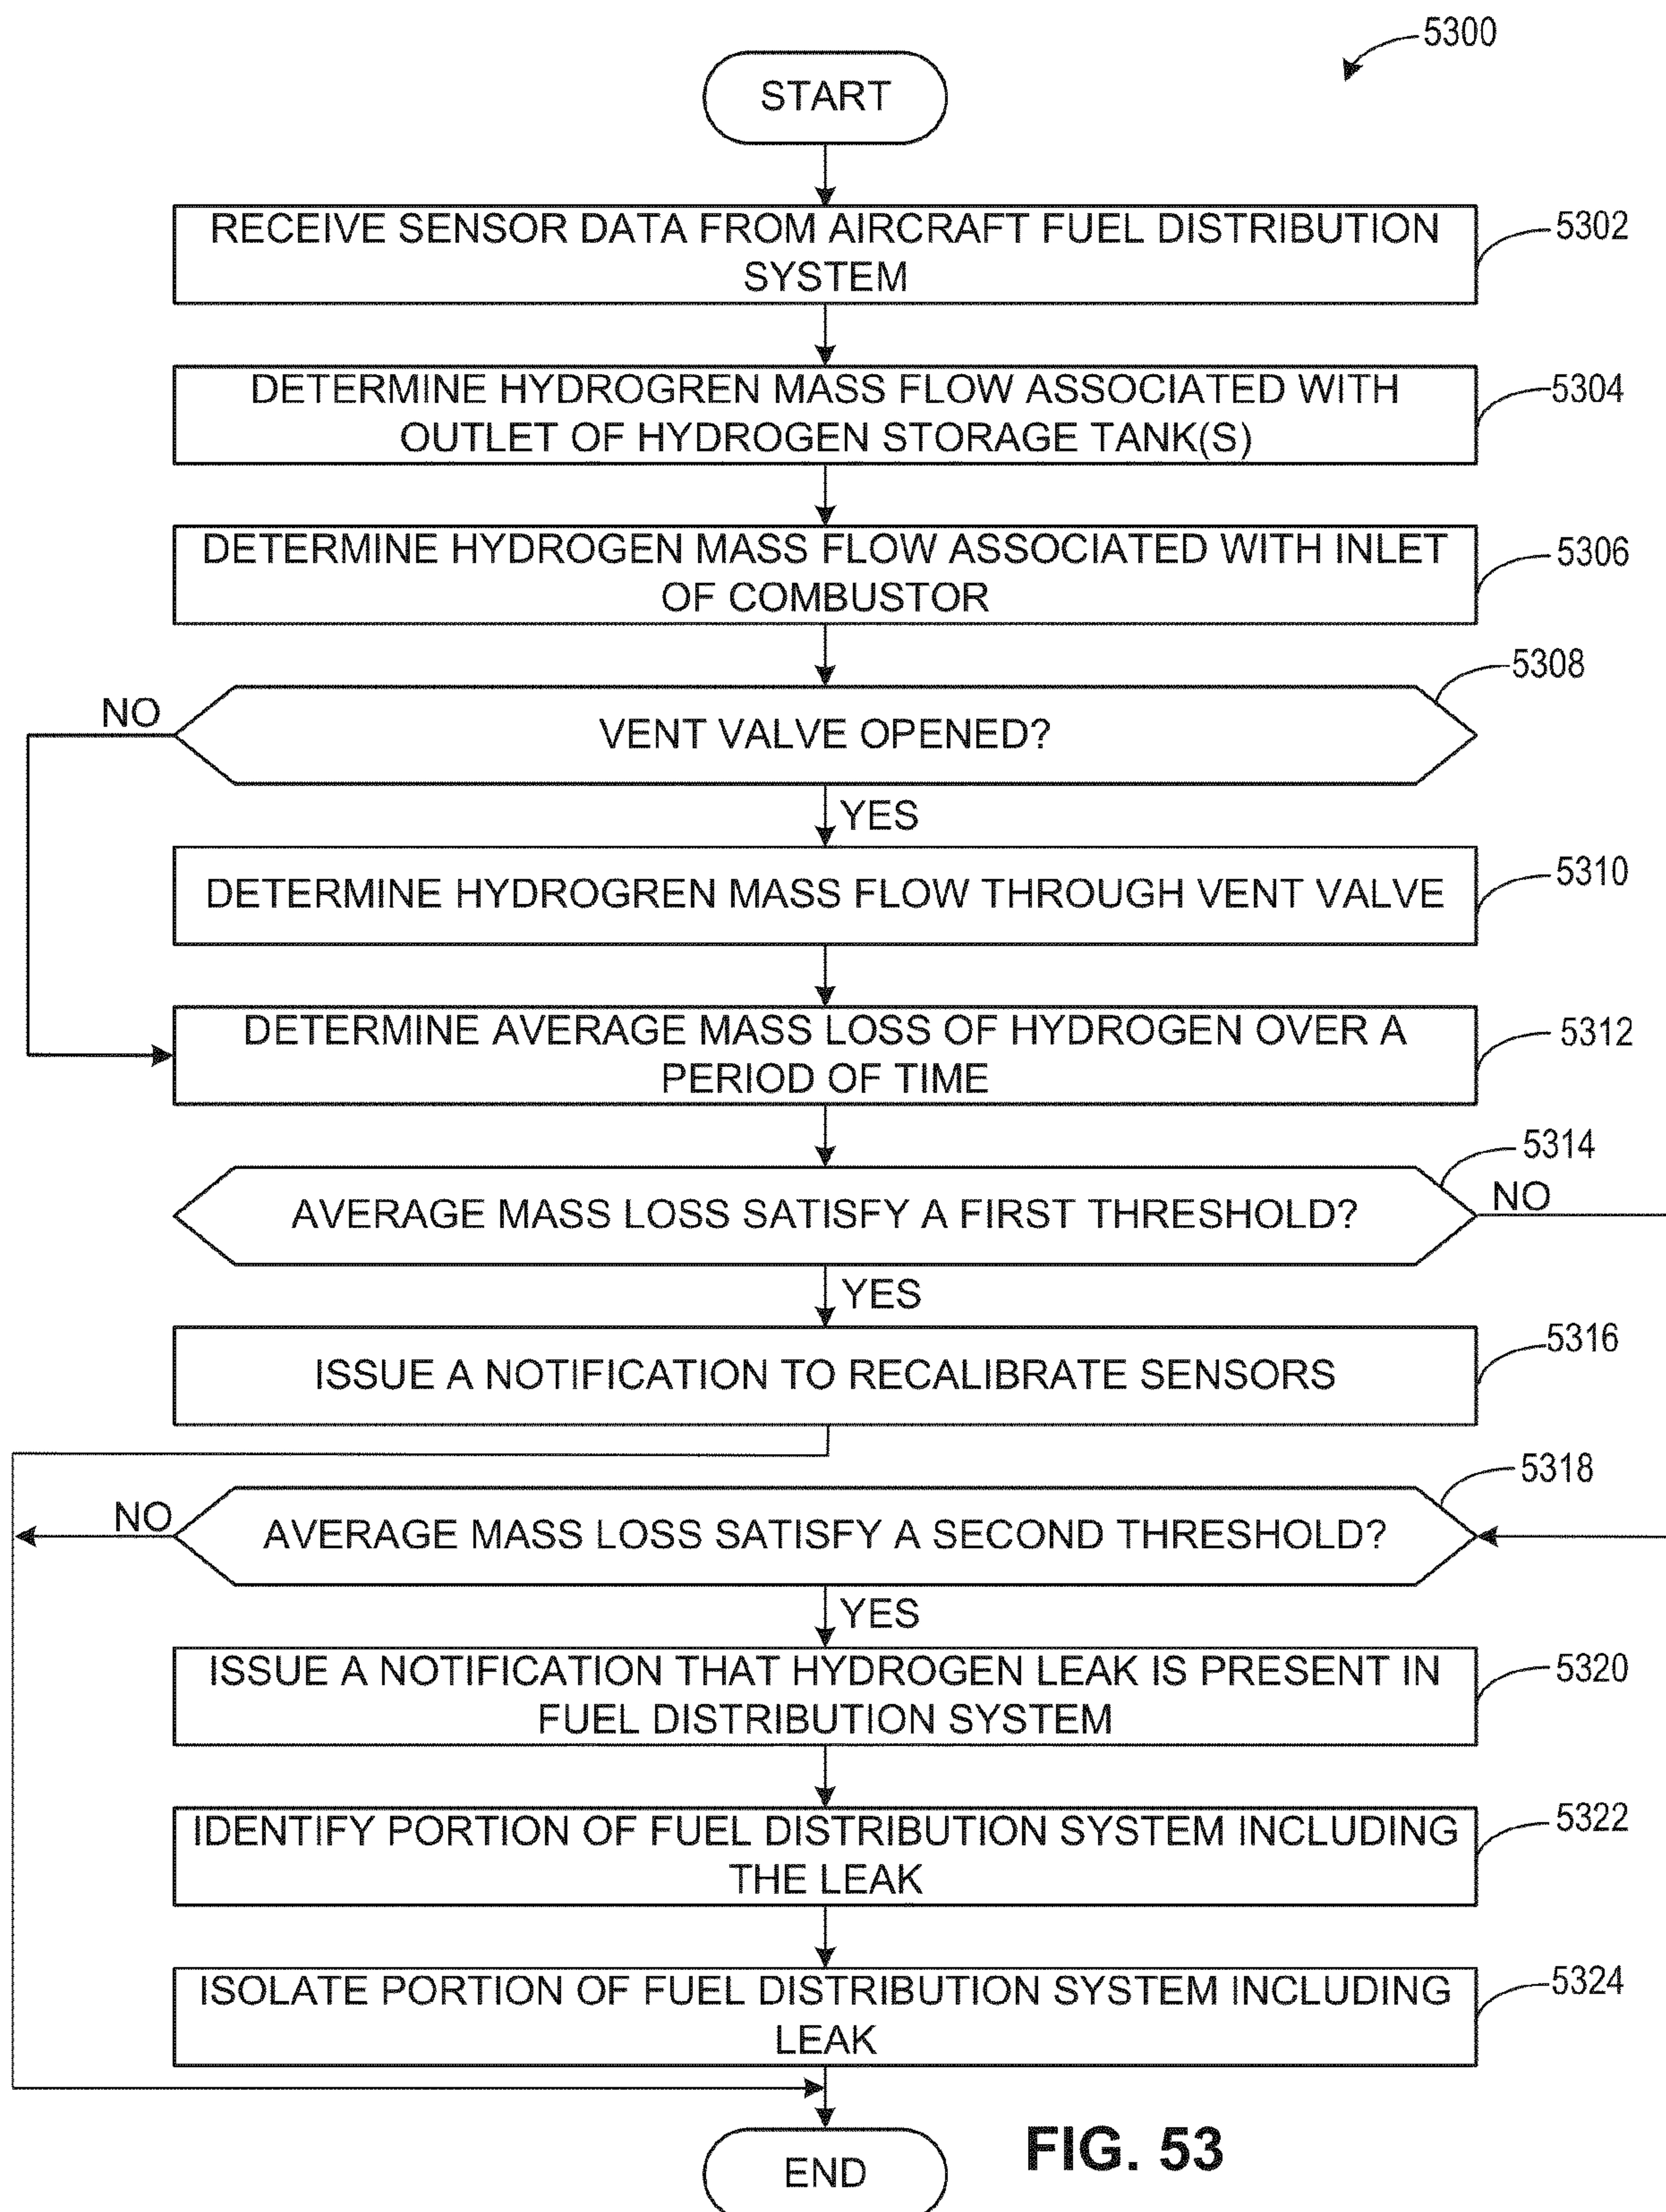 5300
START
RECEIVE SENSOR DATA FROM AIRCRAFT FUEL DISTRIBUTION
SYSTEM
5302
DETERMINE HYDROGREN MASS FLOW ASSOCIATED WITH
OUTLET OF HYDROGEN STORAGE TANK(S)
5304
DETERMINE HYDROGEN MASS FLOW ASSOCIATED WITH INLET
OF COMBUSTOR
5306
5308
NO
VENT VALVE OPENED?
YES
DETERMINE HYDROGREN MASS FLOW THROUGH VENT VALVE
5310
DETERMINE AVERAGE MASS LOSS OF HYDROGEN OVER A
PERIOD OF TIME
5312
5314
AVERAGE MASS LOSS SATISFY A FIRST THRESHOLD?
NO
YES
ISSUE A NOTIFICATION TO RECALIBRATE SENSORS
5316
5318
NO
AVERAGE MASS LOSS SATISFY A SECOND THRESHOLD?
YES
ISSUE A NOTIFICATION THAT HYDROGEN LEAK IS PRESENT IN
FUEL DISTRIBUTION SYSTEM
5320
IDENTIFY PORTION OF FUEL DISTRIBUTION SYSTEM INCLUDING
THE LEAK
5322
ISOLATE PORTION OF FUEL DISTRIBUTION SYSTEM INCLUDING
LEAK
5324
END
FIG. 53